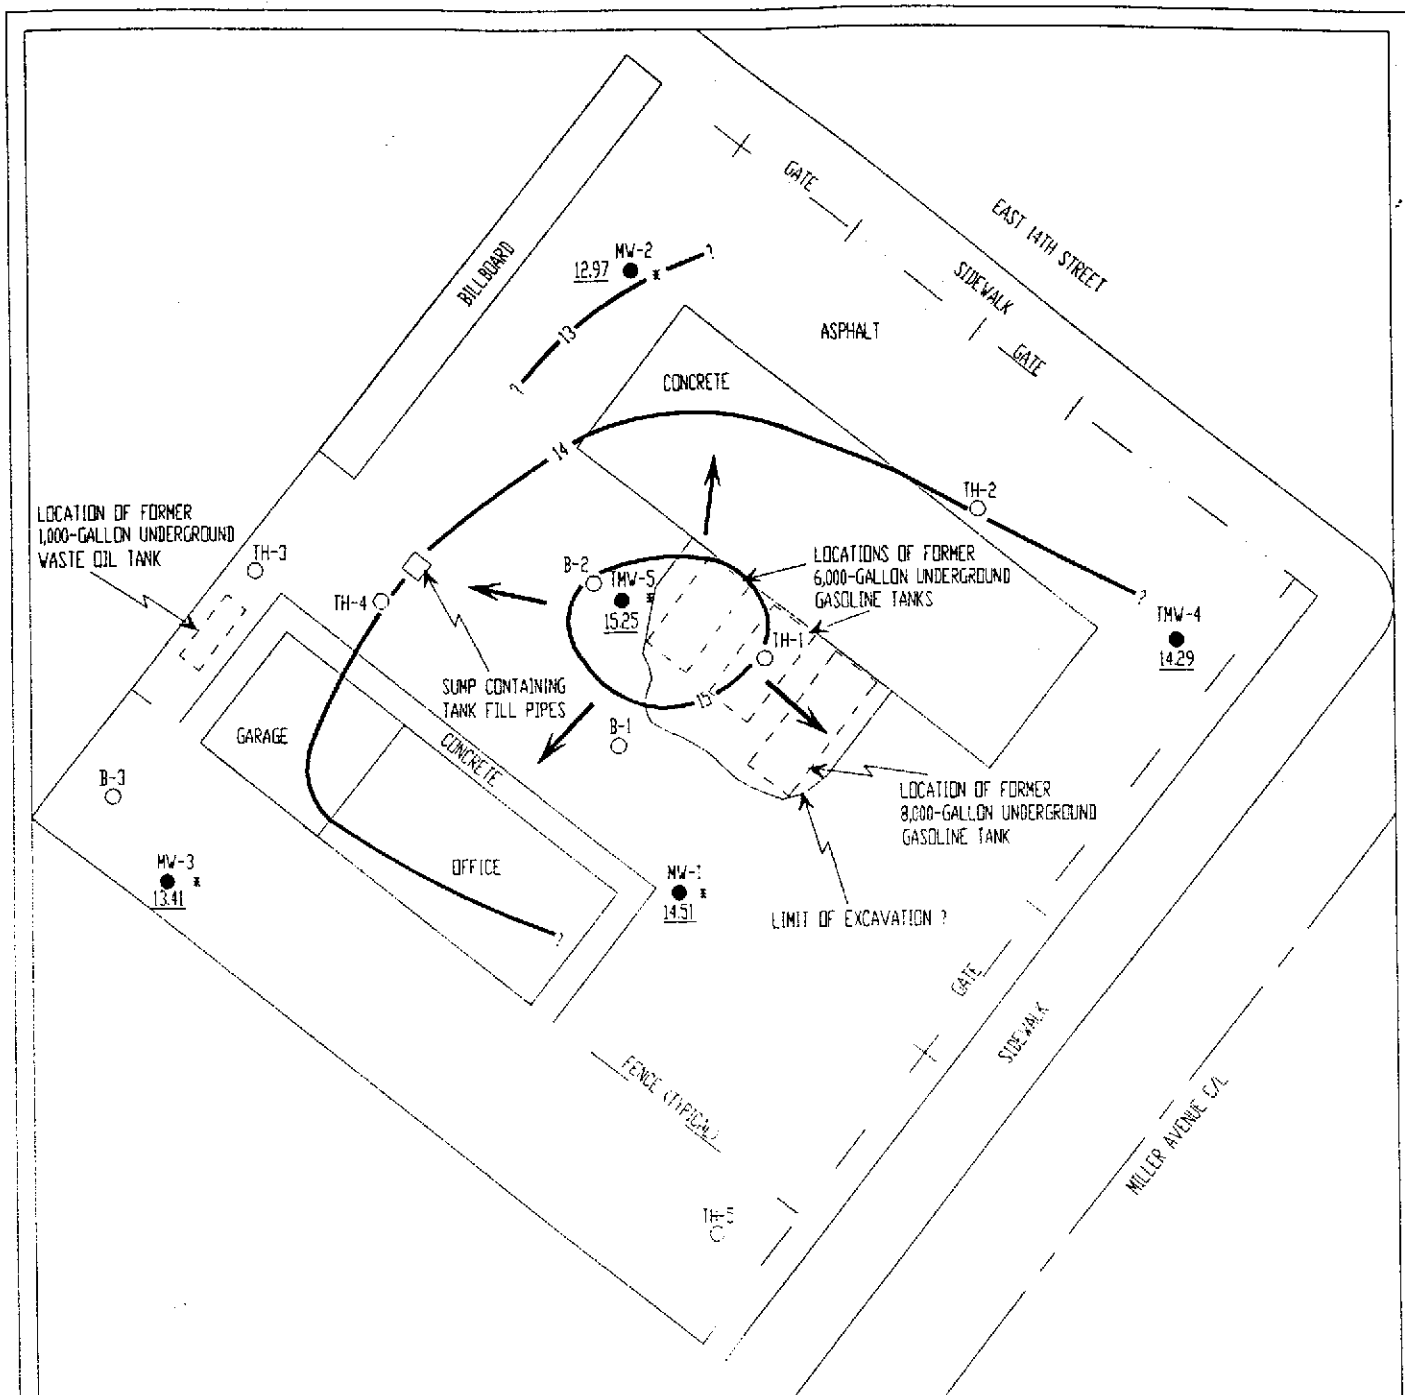 GATE
EAST 14TH STREET
SIDEWALK
GATE
BILLBOARD
MW-2
12.97
*
?
13
?
ASPHALT
CONCRETE
14
TH-2
?
TMW-4
14.29
LOCATION OF FORMER
1,000-GALLON UNDERGROUND
WASTE OIL TANK
TH-3
TH-4
B-2
TMW-5
*
15.25
LOCATIONS OF FORMER
6,000-GALLON UNDERGROUND
GASOLINE TANKS
TH-1
15
SUMP CONTAINING
TANK FILL PIPES
B-1
GARAGE
CONCRETE
OFFICE
?
B-3
MW-3
*
13.41
MW-1
*
14.51
LOCATION OF FORMER
8,000-GALLON UNDERGROUND
GASOLINE TANK
LIMIT OF EXCAVATION ?
GATE
SIDEWALK
FENCE (TYPICAL)
MILLER AVENUE C/L
TH-5